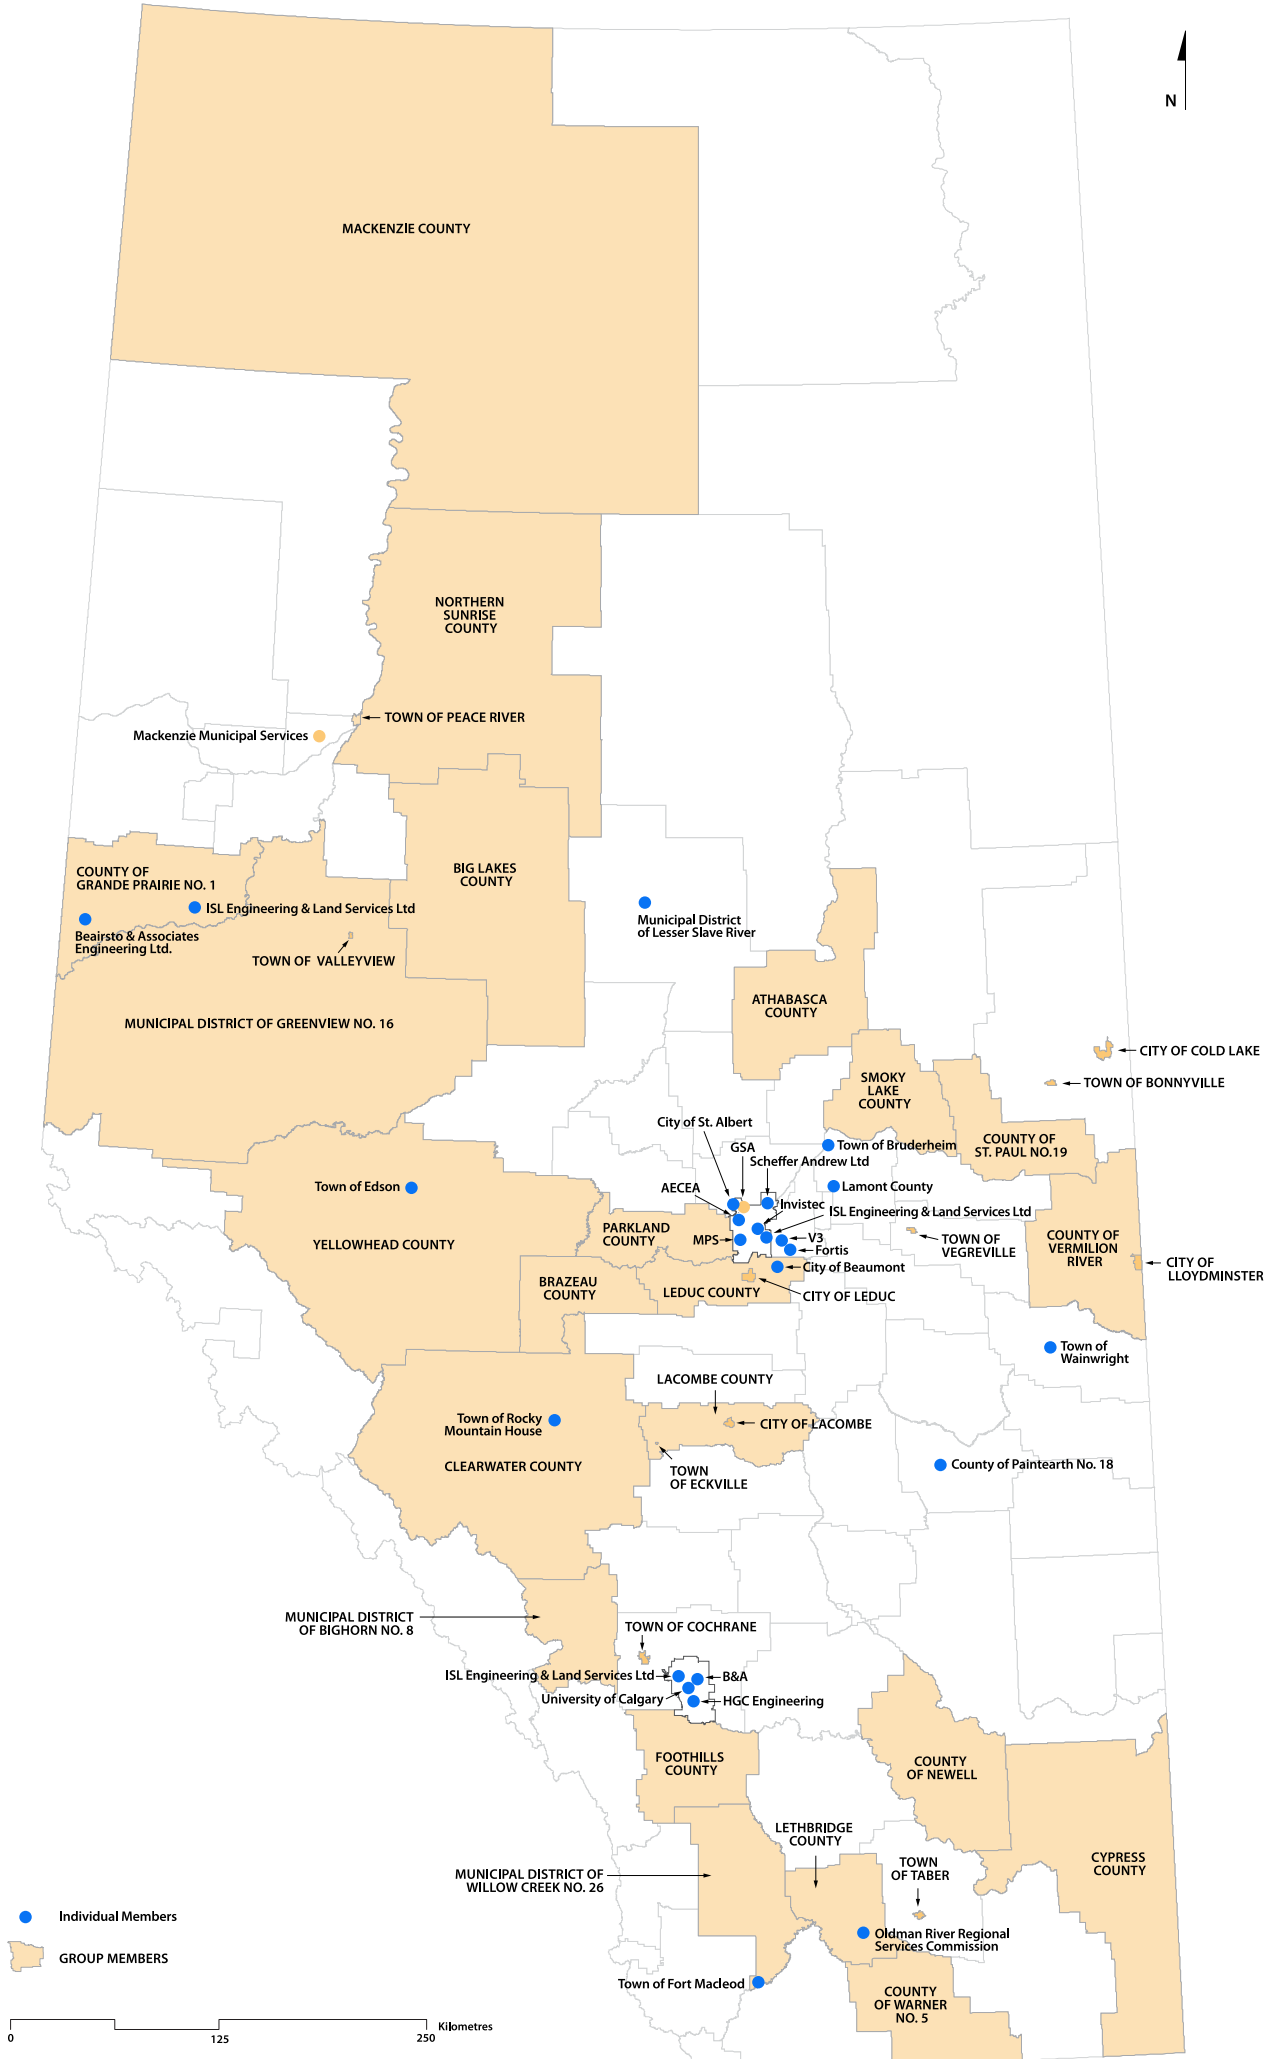 N
MACKENZIE COUNTY
NORTHERN
SUNRISE
COUNTY
TOWN OF PEACE RIVER
Mackenzie Municipal Services
COUNTY OF
GRANDE PRAIRIE NO. 1
BIG LAKES
COUNTY
ISL Engineering & Land Services Ltd
Beairsto & Associates
Engineering Ltd.
Municipal District
of Lesser Slave River
TOWN OF VALLEYVIEW
ATHABASCA
COUNTY
MUNICIPAL DISTRICT OF GREENVIEW NO. 16
CITY OF COLD LAKE
SMOKY
LAKE
COUNTY
TOWN OF BONNYVILLE
City of St. Albert
GSA
Scheffer Andrew Ltd
Town of Bruderheim
COUNTY OF
ST. PAUL NO.19
Town of Edson
AECEA
Lamont County
Invistec
ISL Engineering & Land Services Ltd
PARKLAND
COUNTY
MPS
V3
Fortis
TOWN OF
VEGREVILLE
COUNTY OF
VERMILION
RIVER
YELLOWHEAD COUNTY
City of Beaumont
CITY OF
LLOYDMINSTER
BRAZEAU
COUNTY
LEDUC COUNTY
CITY OF LEDUC
Town of
Wainwright
LACOMBE COUNTY
Town of Rocky
Mountain House
CITY OF LACOMBE
CLEARWATER COUNTY
TOWN
OF ECKVILLE
County of Paintearth No. 18
MUNICIPAL DISTRICT
OF BIGHORN NO. 8
TOWN OF COCHRANE
ISL Engineering & Land Services Ltd
B&A
University of Calgary
HGC Engineering
FOOTHILLS
COUNTY
COUNTY
OF NEWELL
LETHBRIDGE
COUNTY
MUNICIPAL DISTRICT OF
WILLOW CREEK NO. 26
TOWN
OF TABER
CYPRESS
COUNTY
Individual Members
Oldman River Regional
Services Commission
GROUP MEMBERS
Town of Fort Macleod
COUNTY
OF WARNER
NO. 5
Kilometres
0
125
250